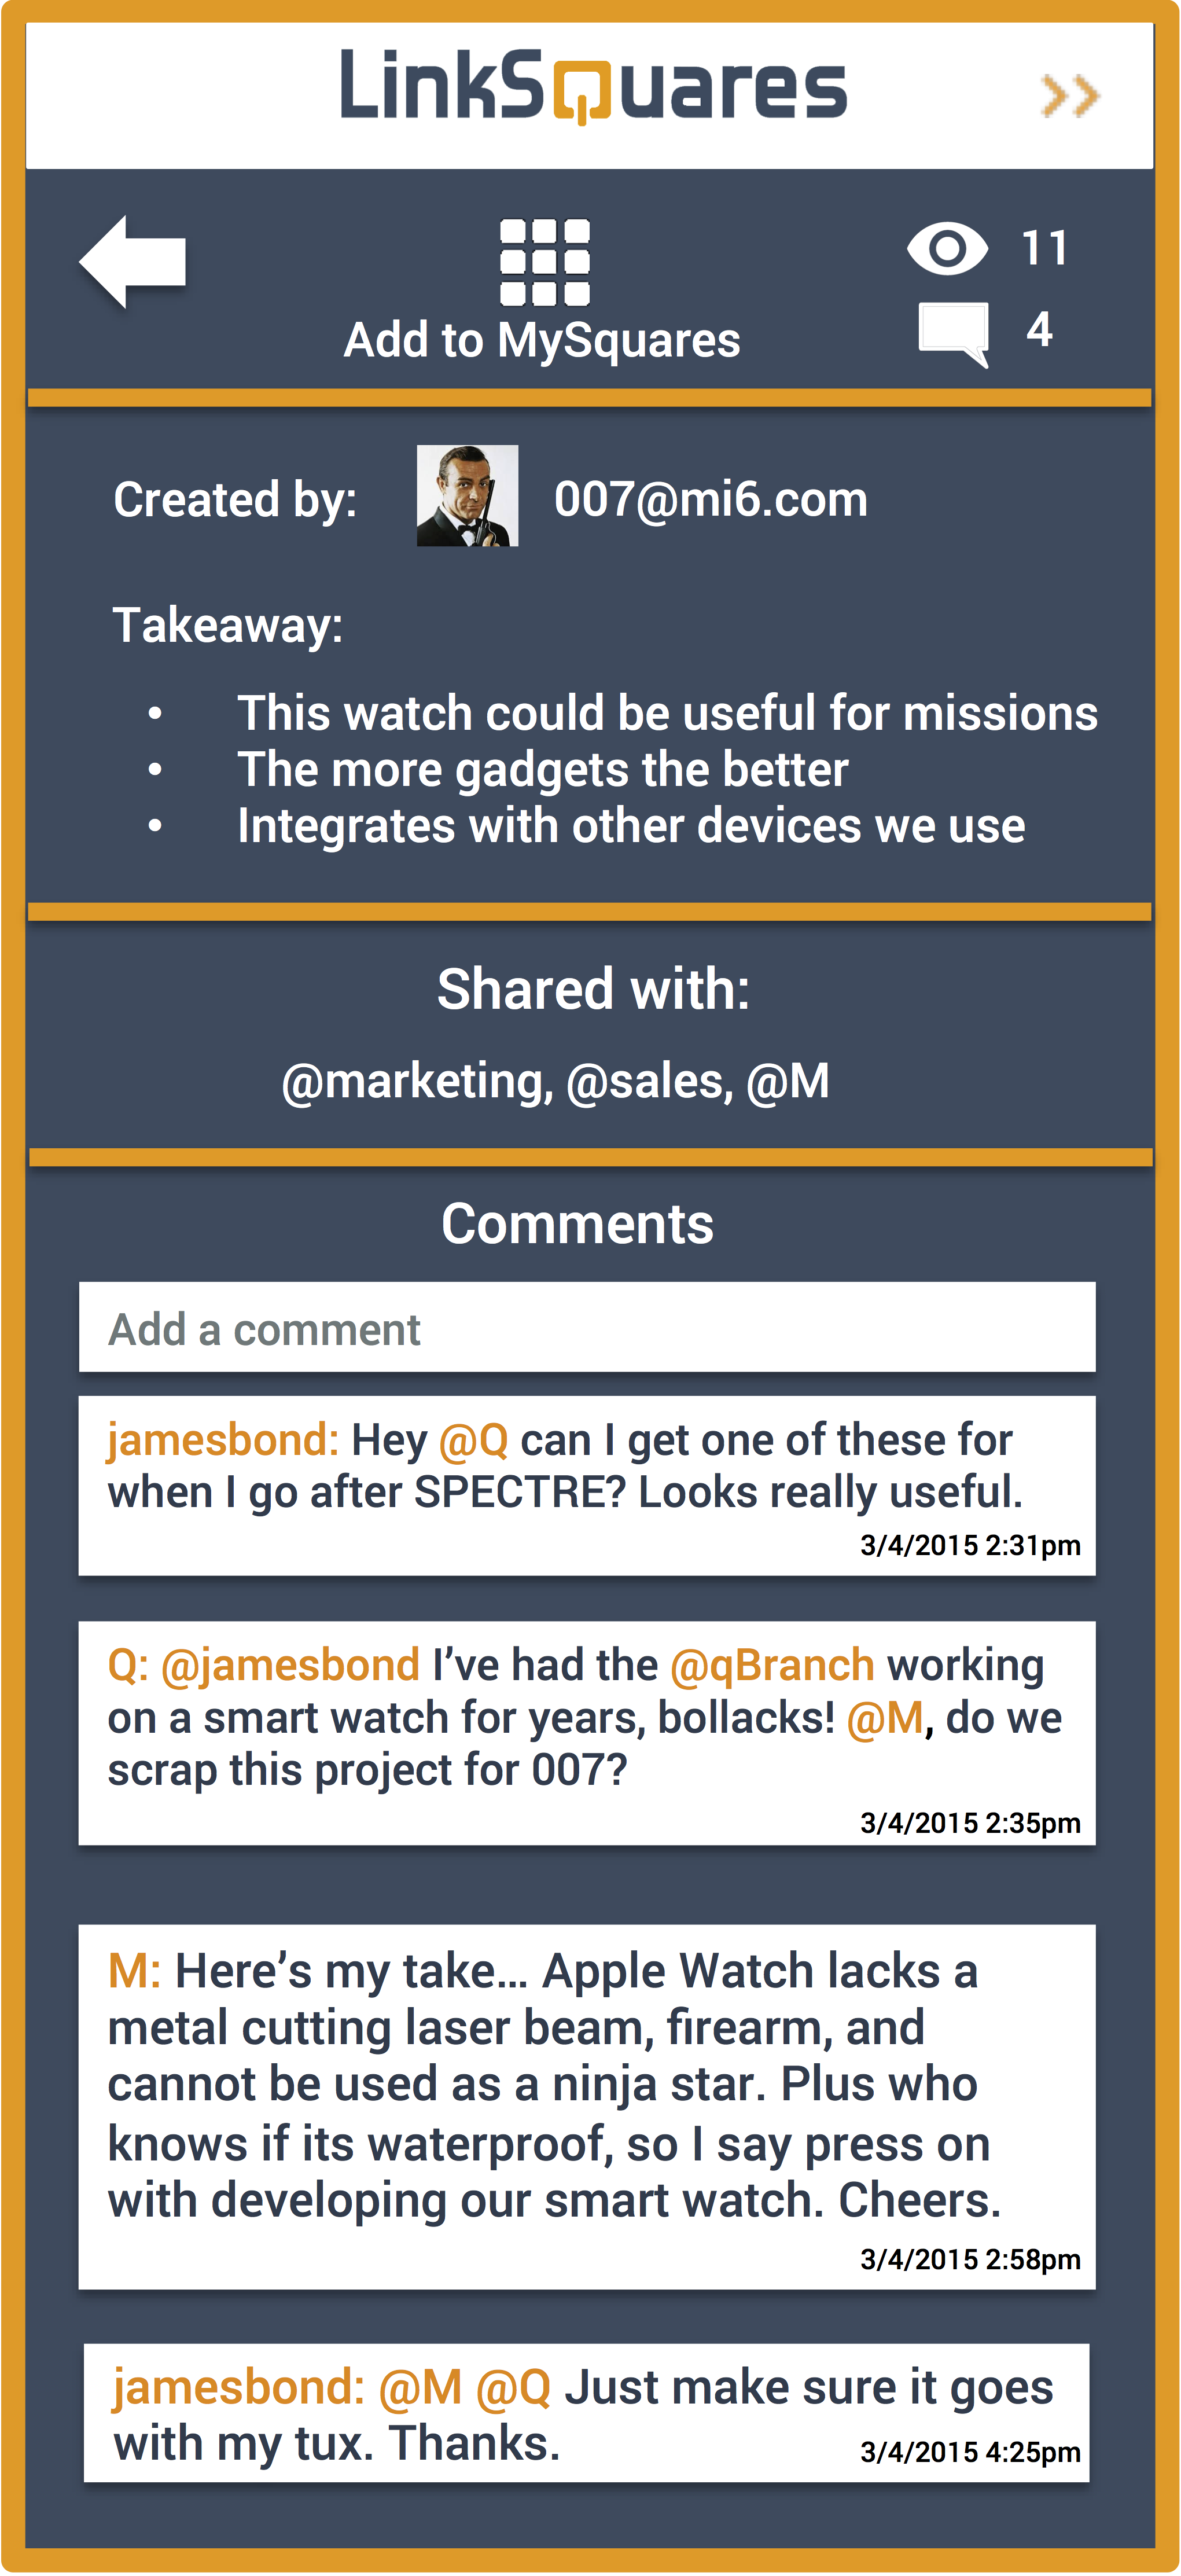 LinkSquares
11
4
Add to MySquares
Created by: 007@mi6.com
Takeaway:
• This watch could be useful for missions
• The more gadgets the better
• Integrates with other devices we use
Shared with:
@marketing, @sales, @M
Comments
Add a comment
jamesbond: Hey @Q can I get one of these for
when I go after SPECTRE? Looks really useful.
3/4/2015 2:31pm
Q: @jamesbond I’ve had the @qBranch working
on a smart watch for years, bollacks! @M, do we
scrap this project for 007?
3/4/2015 2:35pm
M: Here’s my take... Apple Watch lacks a
metal cutting laser beam, firearm, and
cannot be used as a ninja star. Plus who
knows if its waterproof, so I say press on
with developing our smart watch. Cheers.
3/4/2015 2:58pm
jamesbond: @M @Q Just make sure it goes
with my tux. Thanks.
3/4/2015 4:25pm